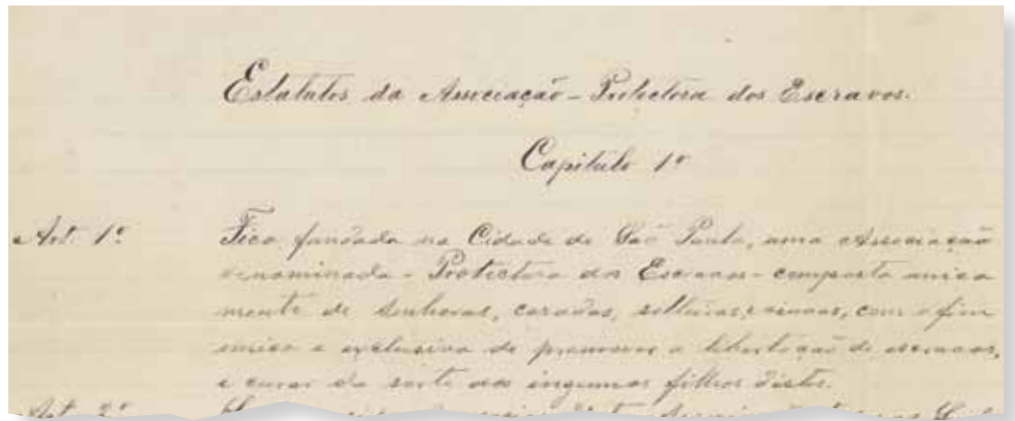 Estatutos da Associação - Protectora dos Escravos.
Capitulo 1º
Art. 1º Fica fundada na Cidade de São Paulo, uma Associação
denominada - Protectora dos Escravos - composta unica
mente de senhoras, casadas, solteiras, e viuvas, com o fim
unico e exclusivo de promover a libertação de escravos,
e curar da sorte dos ingenuos filhos distes.
Art. 2º